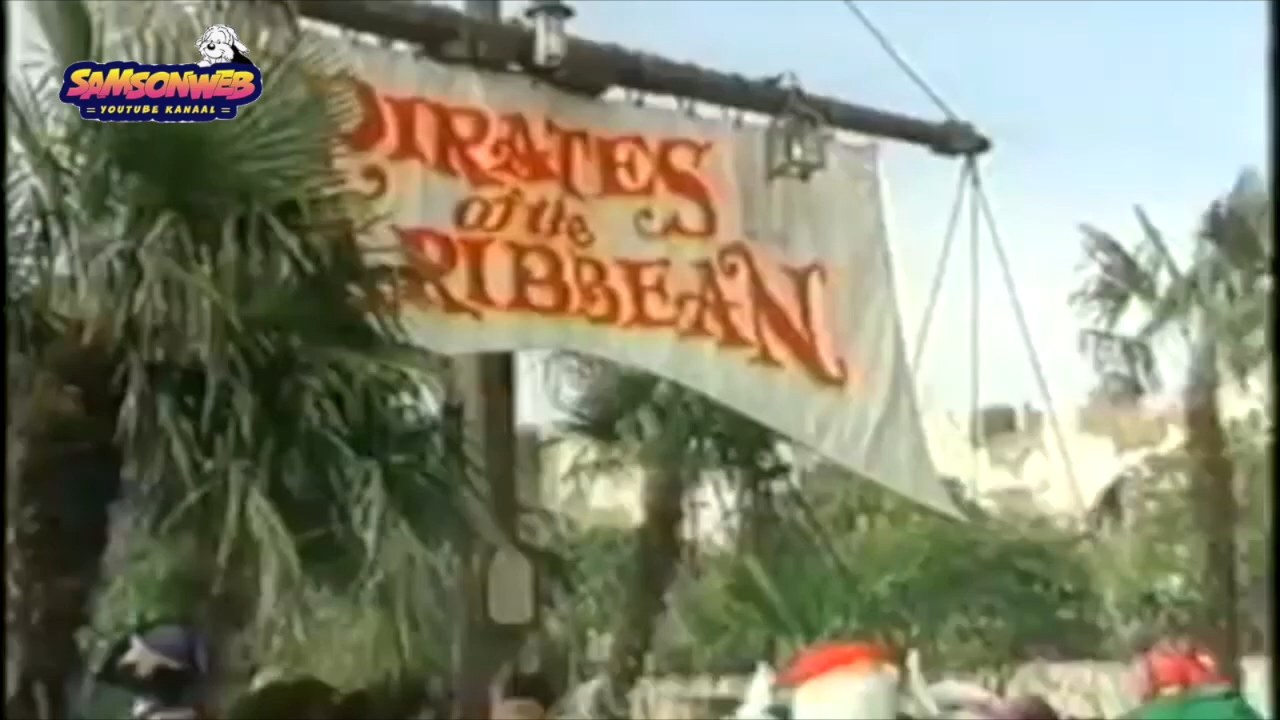 SAMSONWEB
YOUTUBE KANAAL
PIRATES
of the
RIBBEAN